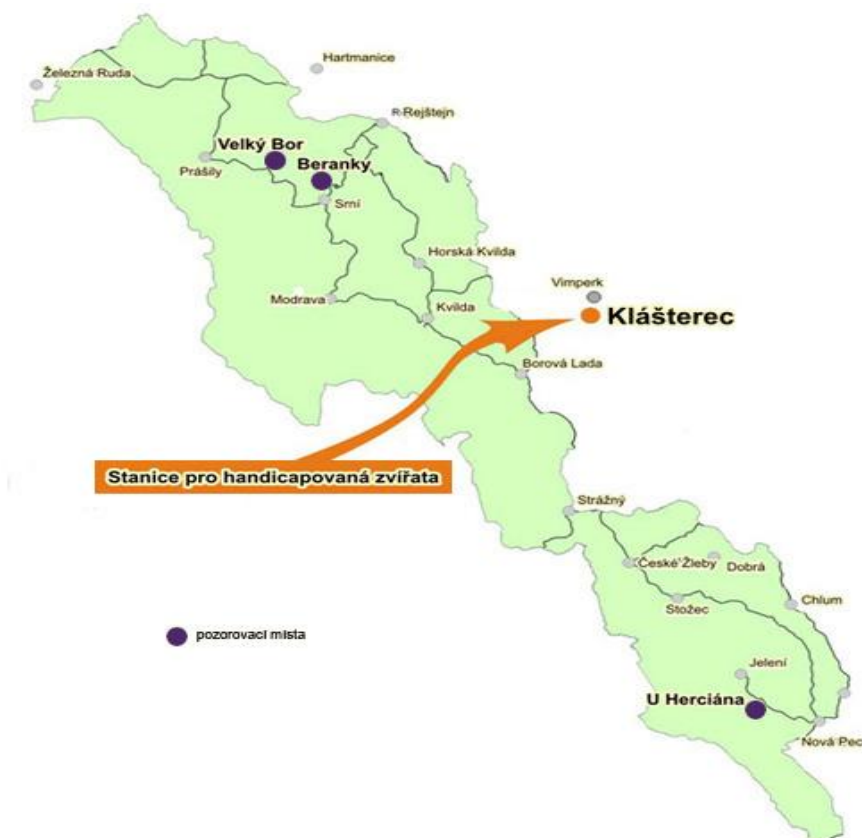 Hartmanice
Železná Ruda
R-Rejštejn
Velký Bor
Beranky
Prášily
Srní
Horská Kvilda
Vimperk
Modrava
Kvilda
Klášterec
Borová Lada
Stanice pro handicapovaná zvířata
Strážný
České Žleby
Dobrá
Stožec
Chlum
pozorovací místa
Jelení
U Herciána
Nová Pec